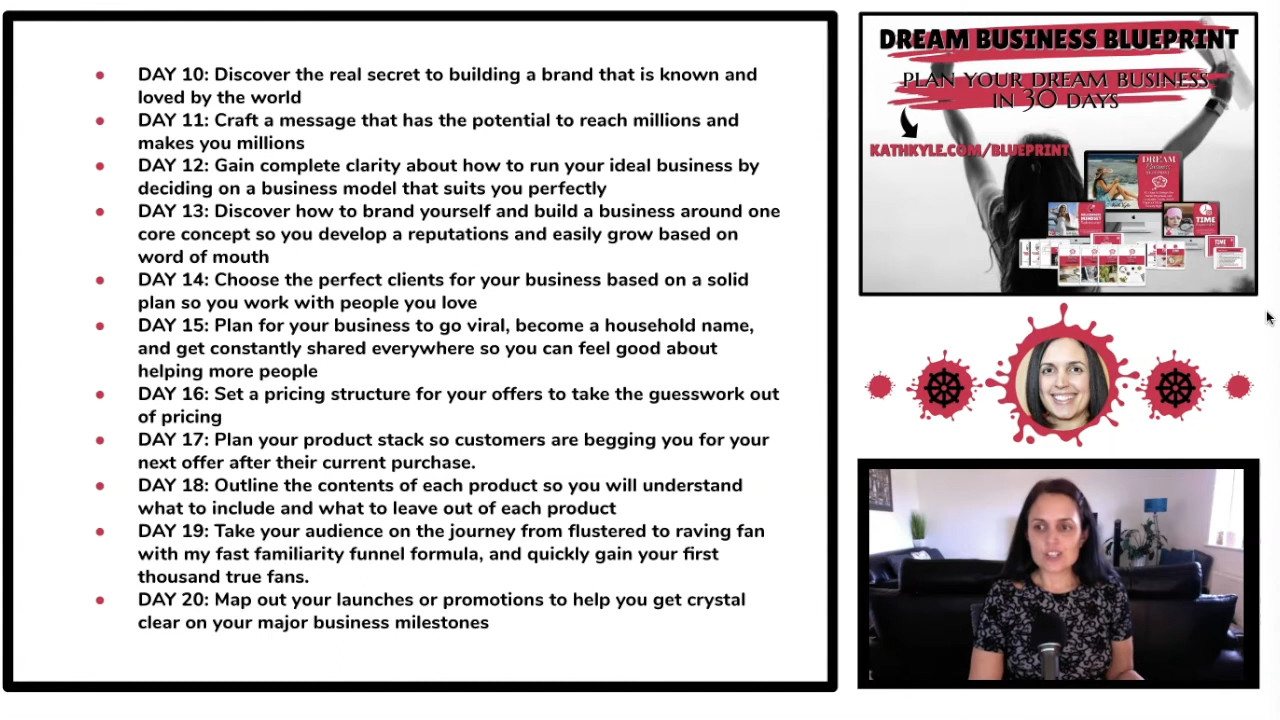 DAY 10: Discover the real secret to building a brand that is known and
loved by the world
DAY 11: Craft a message that has the potential to reach millions and
makes you millions
DAY 12: Gain complete clarity about how to run your ideal business by
deciding on a business model that suits you perfectly
DAY 13: Discover how to brand yourself and build a business around one
core concept so you develop a reputations and easily grow based on
word of mouth
DAY 14: Choose the perfect clients for your business based on a solid
plan so you work with people you love
DAY 15: Plan for your business to go viral, become a household name,
and get constantly shared everywhere so you can feel good about
helping more people
DAY 16: Set a pricing structure for your offers to take the guesswork out
of pricing
DAY 17: Plan your product stack so customers are begging you for your
next offer after their current purchase.
DAY 18: Outline the contents of each product so you will understand
what to include and what to leave out of each product
DAY 19: Take your audience on the journey from flustered to raving fan
with my fast familiarity funnel formula, and quickly gain your first
thousand true fans.
DAY 20: Map out your launches or promotions to help you get crystal
clear on your major business milestones
DREAM BUSINESS BLUEPRINT
PLAN YOUR DREAM BUSINESS
IN 30 DAYS
KATHKYLE.COM/BLUEPRINT
DREAM
TIME